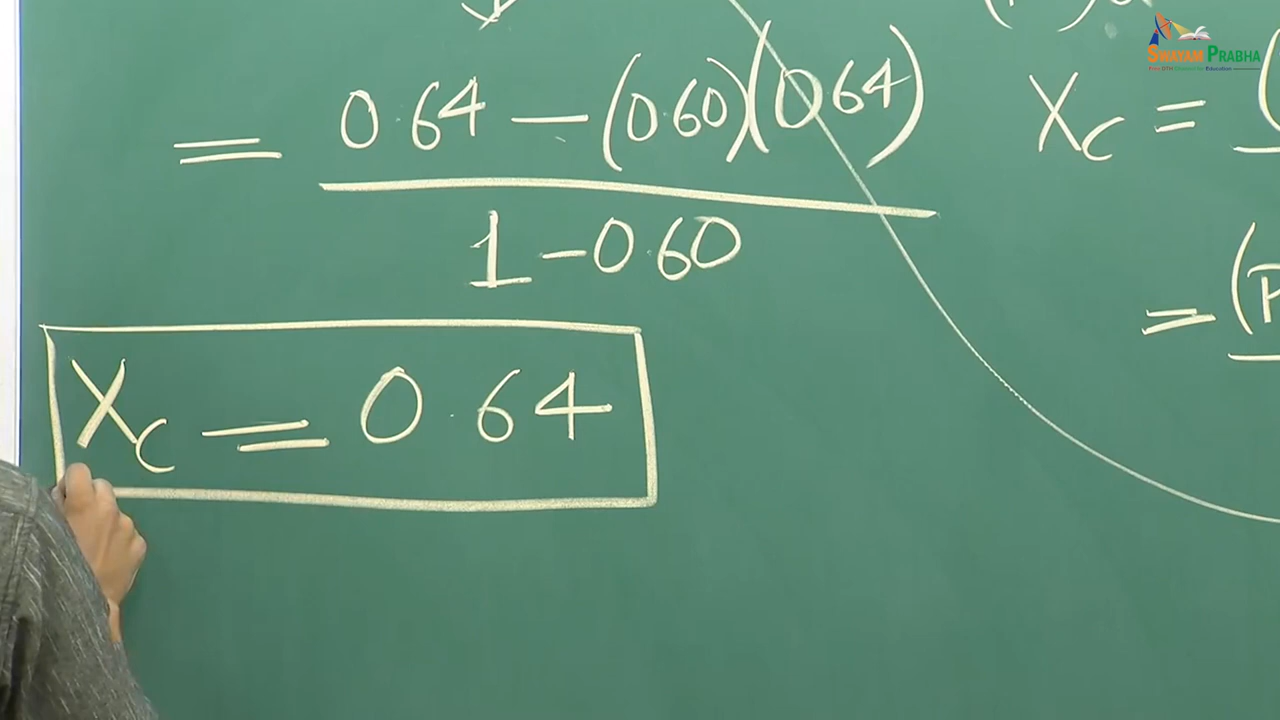 SWAYAM PRABHA
= 0.64 - (0.60)(0.64)
1 - 0.60
X_C = 0.64
X_C = (
= (P